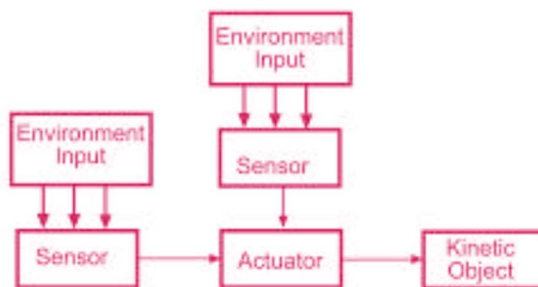 Environment
Input
Environment
Input
Sensor
Sensor
Actuator
Kinetic
Object